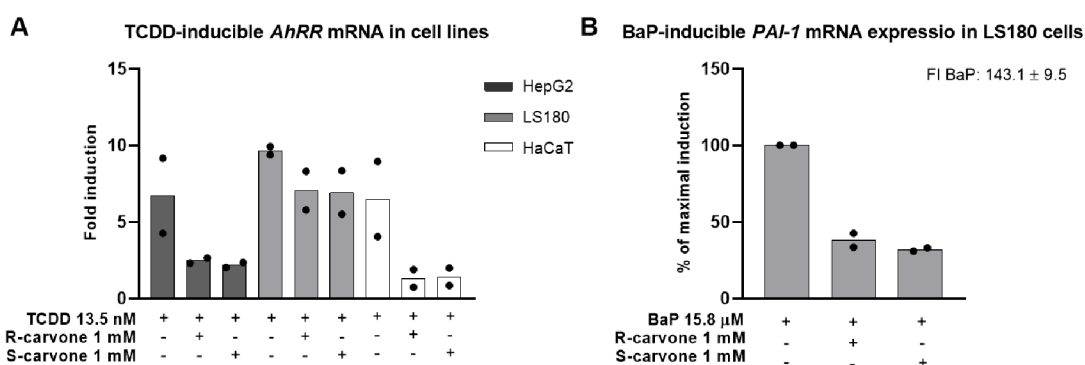 A
TCDD-inducible AhRR mRNA in cell lines
15
10
5
0
Fold induction
HepG2
LS180
HaCaT
TCDD 13.5 nM + + + + + + + + +
R-carvone 1 mM - + - - + - - + -
S-carvone 1 mM - - + - - + - - +
B
BaP-inducible PAI-1 mRNA expressio in LS180 cells
FI BaP: 143.1 ± 9.5
150
100
50
0
% of maximal induction
BaP 15.8 µM + + +
R-carvone 1 mM - + -
S-carvone 1 mM - - +